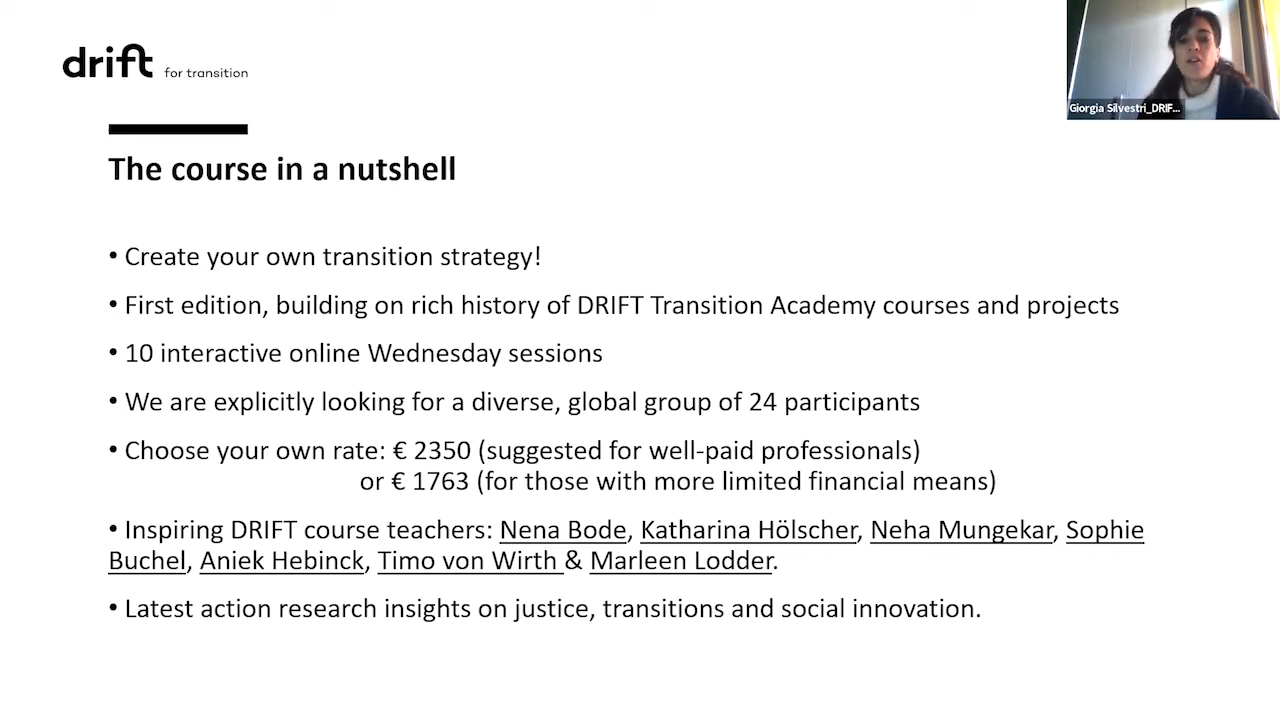 drift for transition
Giorgia Silvestri_DRIF...
The course in a nutshell
• Create your own transition strategy!
• First edition, building on rich history of DRIFT Transition Academy courses and projects
• 10 interactive online Wednesday sessions
• We are explicitly looking for a diverse, global group of 24 participants
• Choose your own rate: € 2350 (suggested for well-paid professionals)
or € 1763 (for those with more limited financial means)
• Inspiring DRIFT course teachers: Nena Bode, Katharina Hölscher, Neha Mungekar, Sophie
Buchel, Aniek Hebinck, Timo von Wirth & Marleen Lodder.
• Latest action research insights on justice, transitions and social innovation.